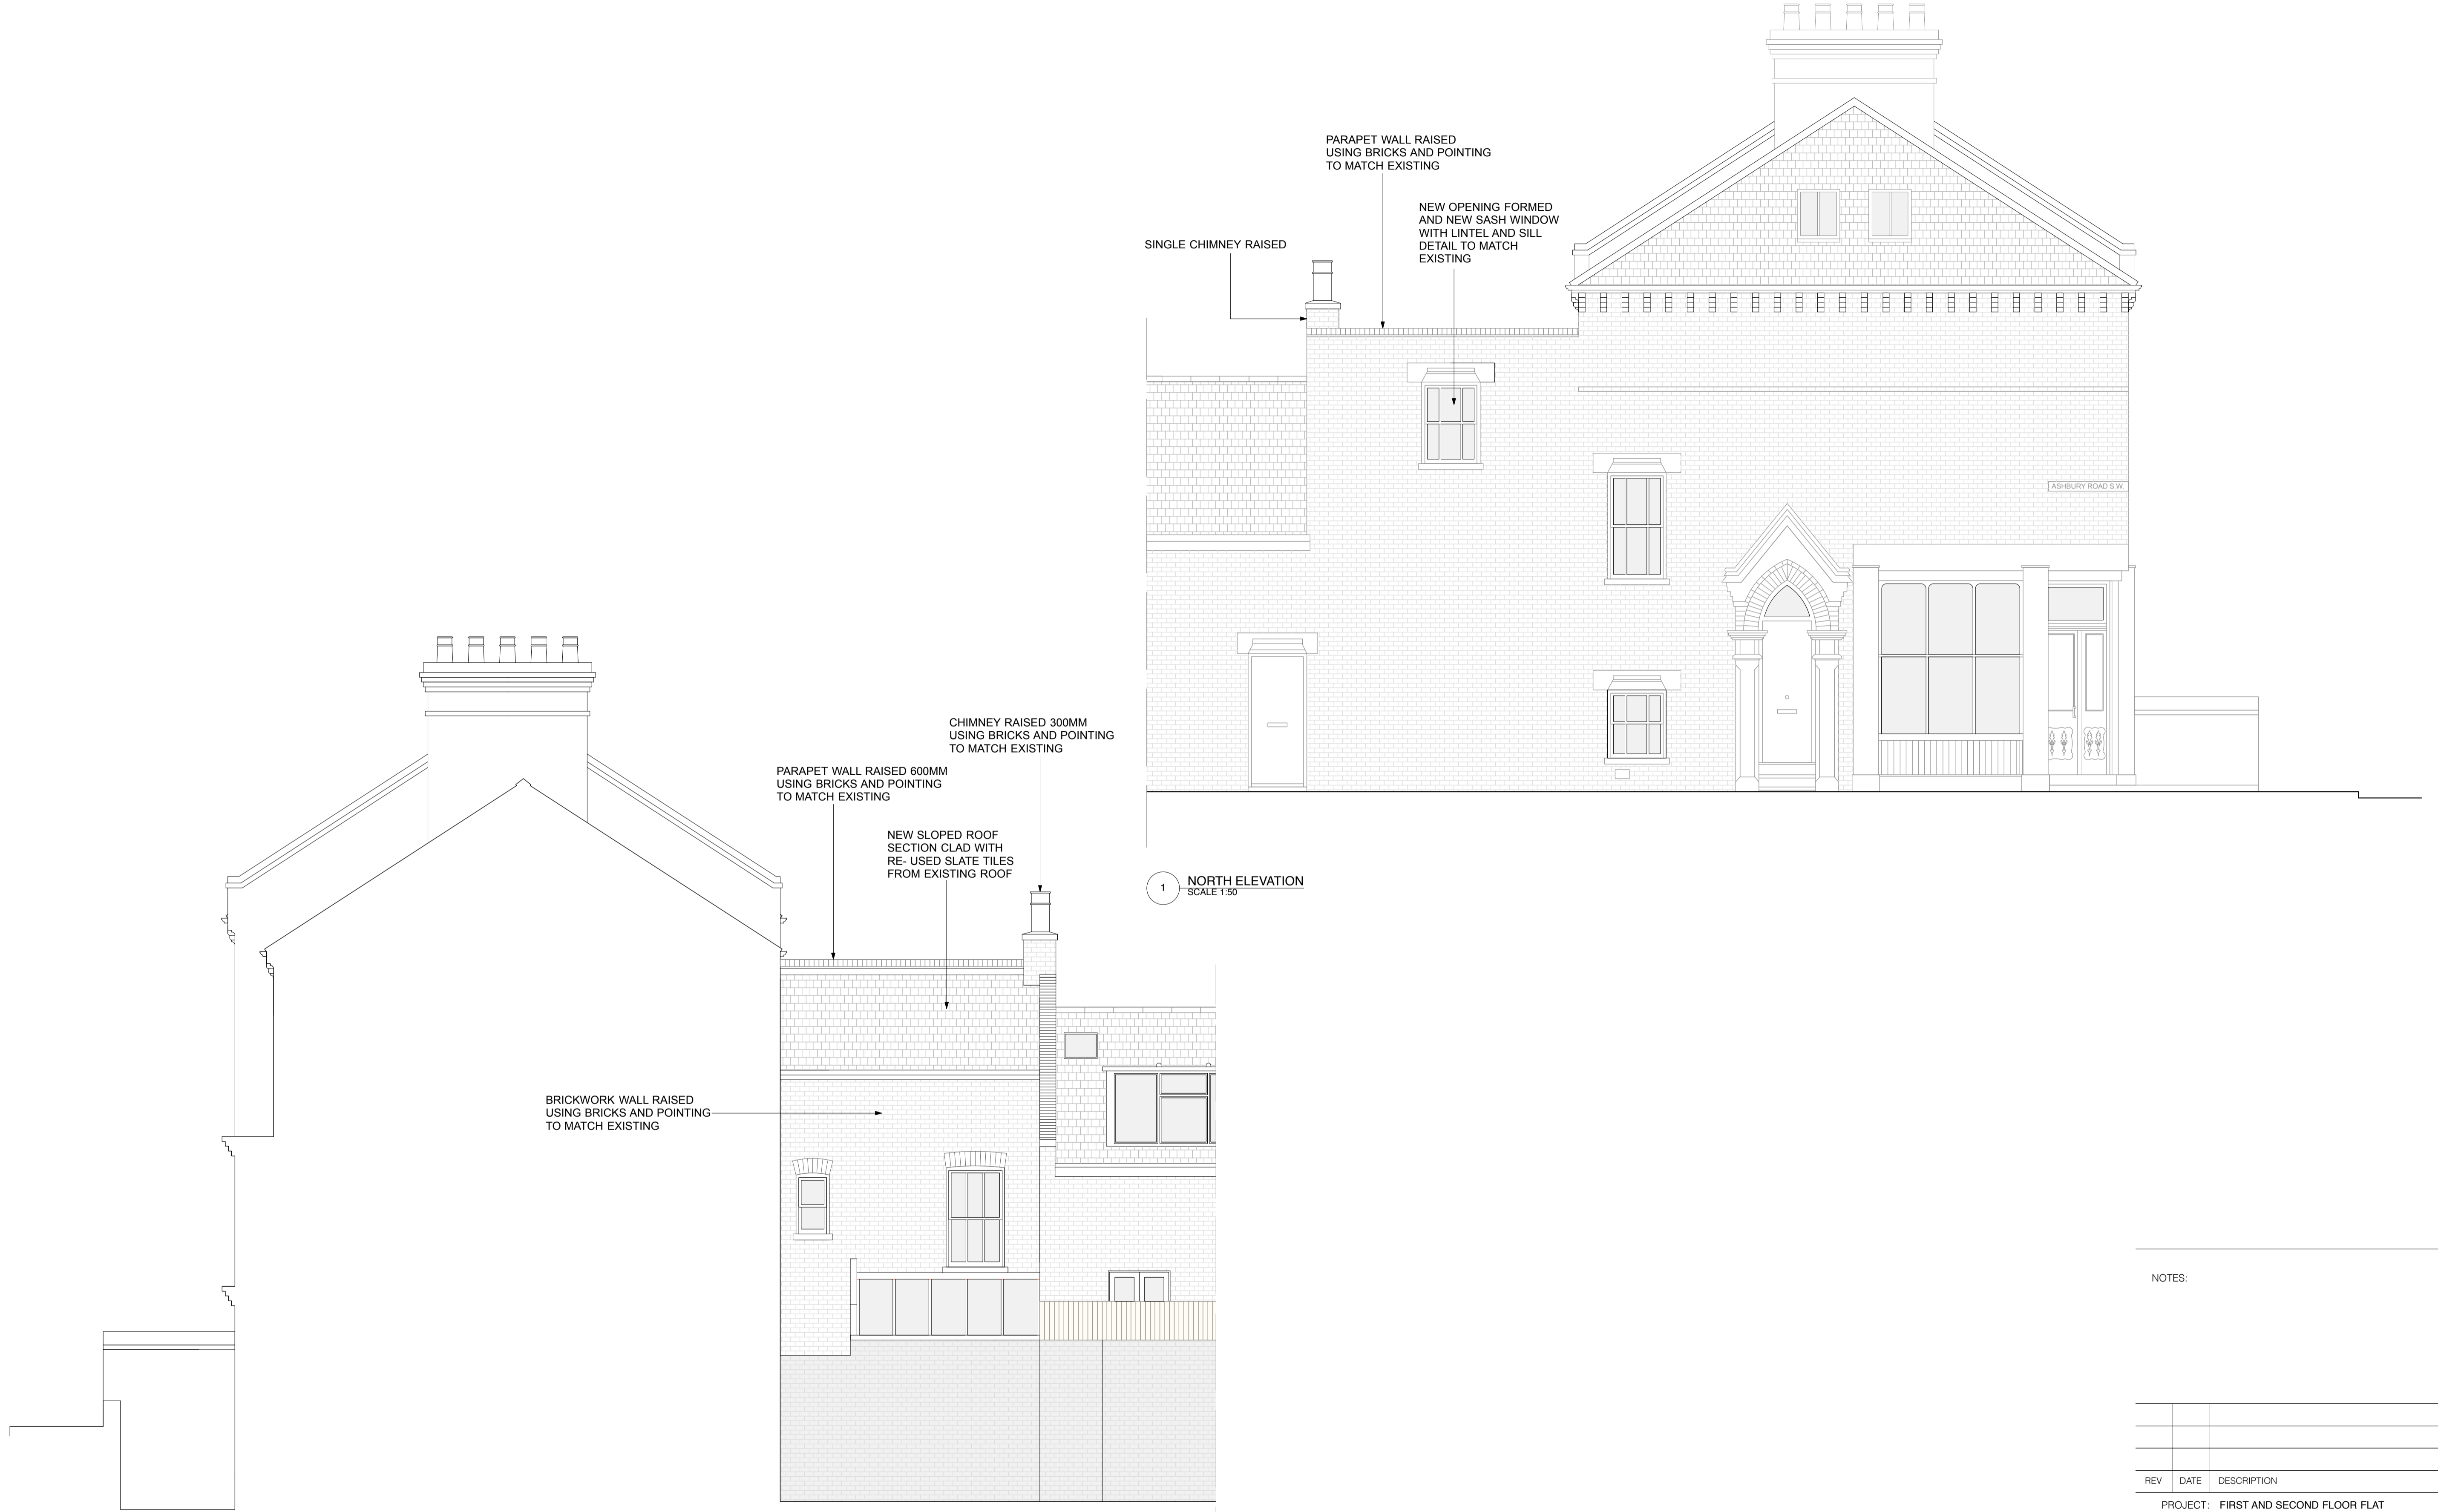 PARAPET WALL RAISED
USING BRICKS AND POINTING
TO MATCH EXISTING
NEW OPENING FORMED
AND NEW SASH WINDOW
WITH LINTEL AND SILL
DETAIL TO MATCH
EXISTING
SINGLE CHIMNEY RAISED
ASHBURY ROAD S.W.
CHIMNEY RAISED 300MM
USING BRICKS AND POINTING
TO MATCH EXISTING
PARAPET WALL RAISED 600MM
USING BRICKS AND POINTING
TO MATCH EXISTING
NEW SLOPED ROOF
SECTION CLAD WITH
RE- USED SLATE TILES
FROM EXISTING ROOF
1 NORTH ELEVATION
SCALE 1:50
BRICKWORK WALL RAISED
USING BRICKS AND POINTING
TO MATCH EXISTING
NOTES:
REV DATE DESCRIPTION
PROJECT: FIRST AND SECOND FLOOR FLAT